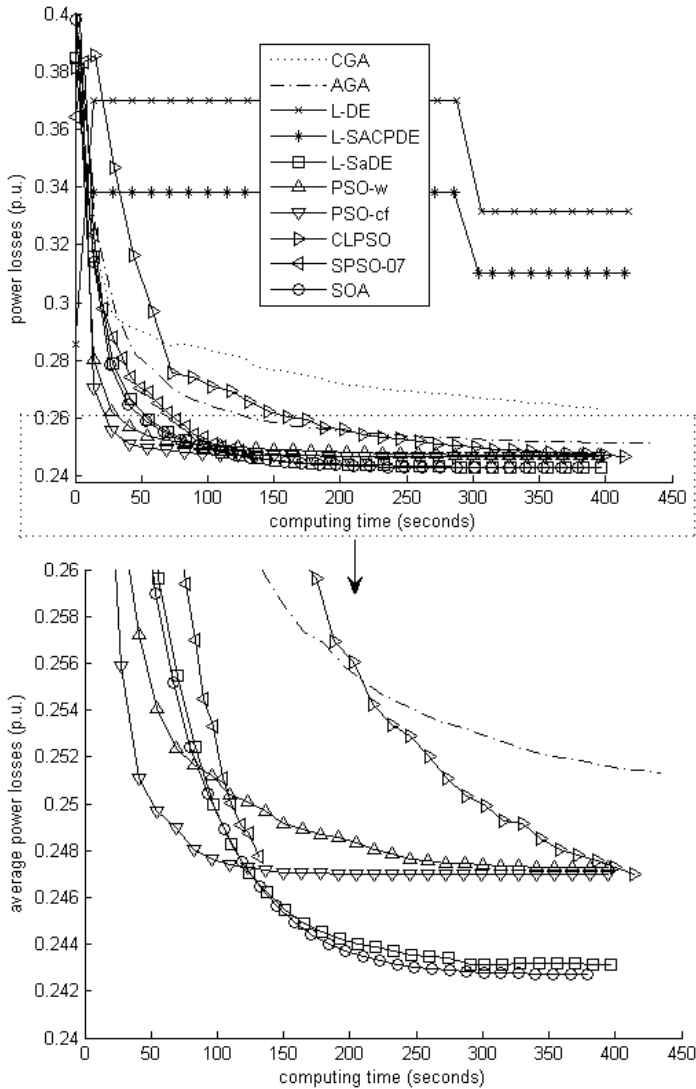 0.4
0.38
0.36
0.34
0.32
0.3
0.28
0.26
0.24
power losses (p.u.)
CGA
AGA
L-DE
L-SACPDE
L-SaDE
PSO-w
PSO-cf
CLPSO
SPSO-07
SOA
0 50 100 150 200 250 300 350 400 450
computing time (seconds)
0.26
0.258
0.256
0.254
0.252
0.25
0.248
0.246
0.244
0.242
0.24
average power losses (p.u.)
0 50 100 150 200 250 300 350 400 450
computing time (seconds)